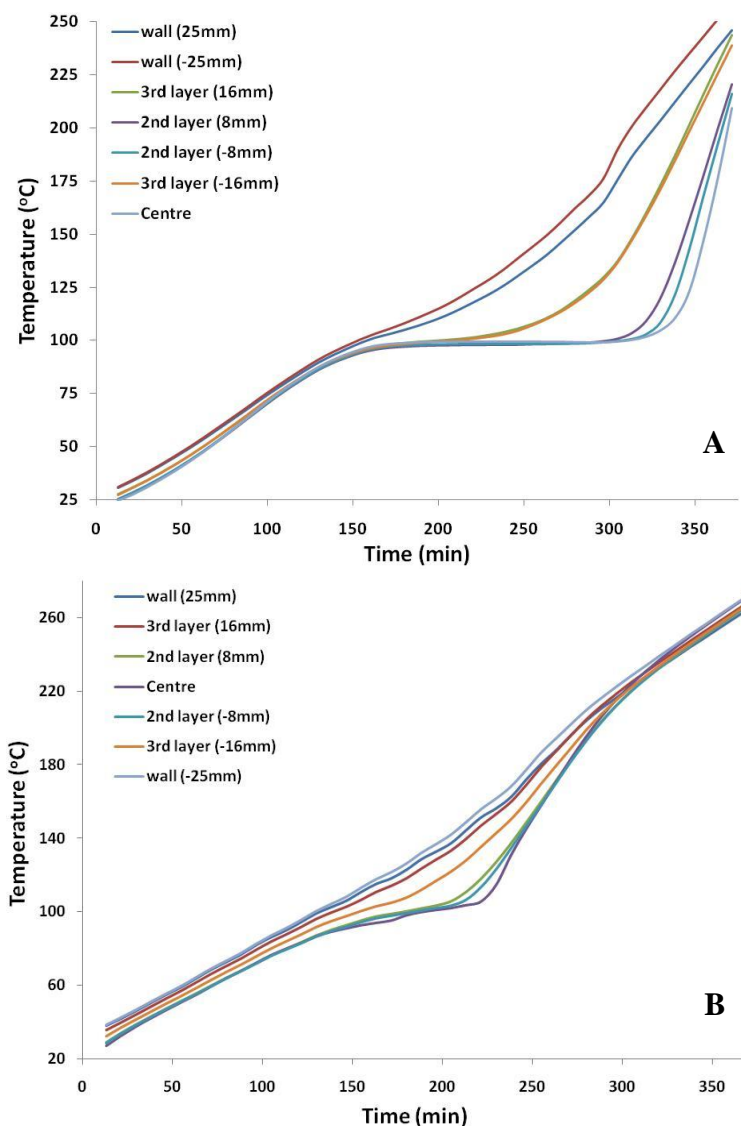 250
225
200
175
150
125
100
75
50
25
Temperature (oC)
wall (25mm)
wall (-25mm)
3rd layer (16mm)
2nd layer (8mm)
2nd layer (-8mm)
3rd layer (-16mm)
Centre
A
0 50 100 150 200 250 300 350
Time (min)
260
220
180
140
100
60
20
Temperature (°C)
wall (25mm)
3rd layer (16mm)
2nd layer (8mm)
Centre
2nd layer (-8mm)
3rd layer (-16mm)
wall (-25mm)
B
0 50 100 150 200 250 300 350
Time (min)